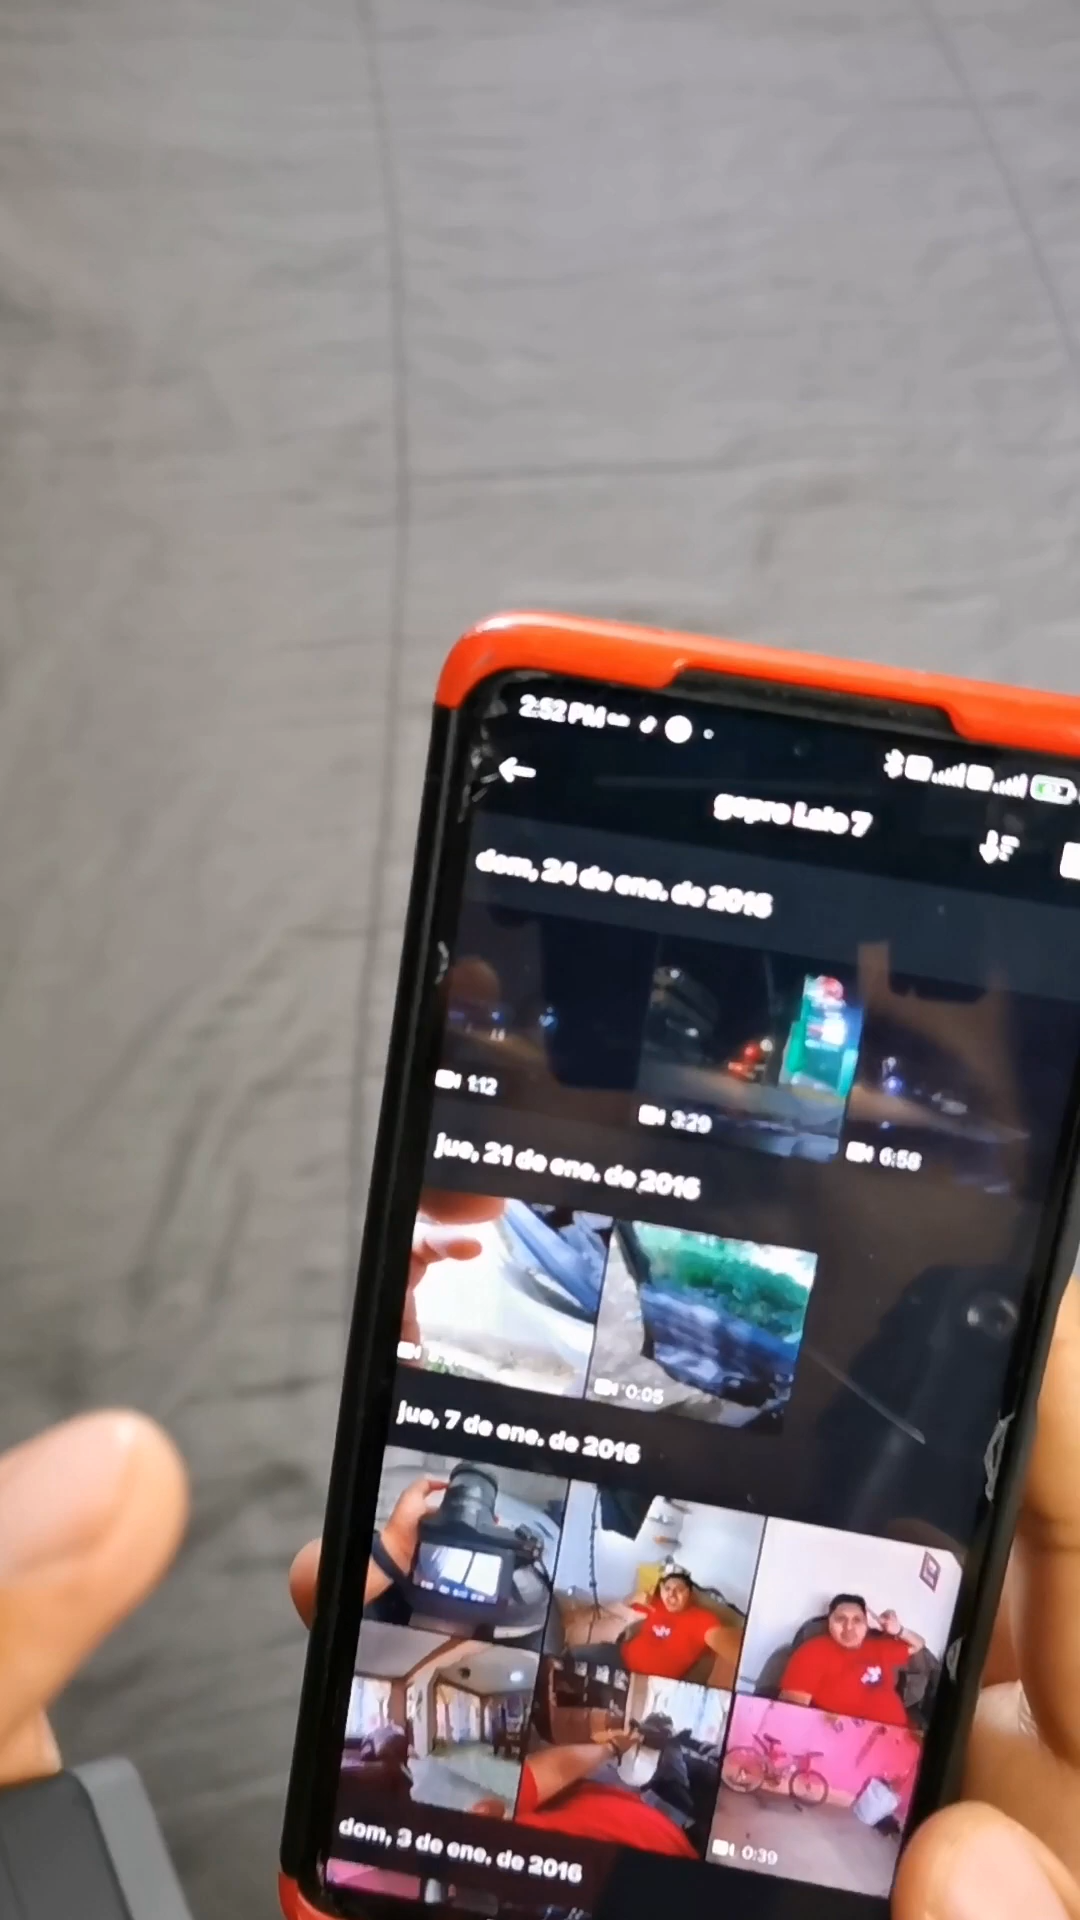 2:52 PM
gopro Lalo 7
dom, 24 de ene. de 2016
1:12
3:29
6:58
jue, 21 de ene. de 2016
0:05
jue, 7 de ene. de 2016
0:39
dom, 3 de ene. de 2016